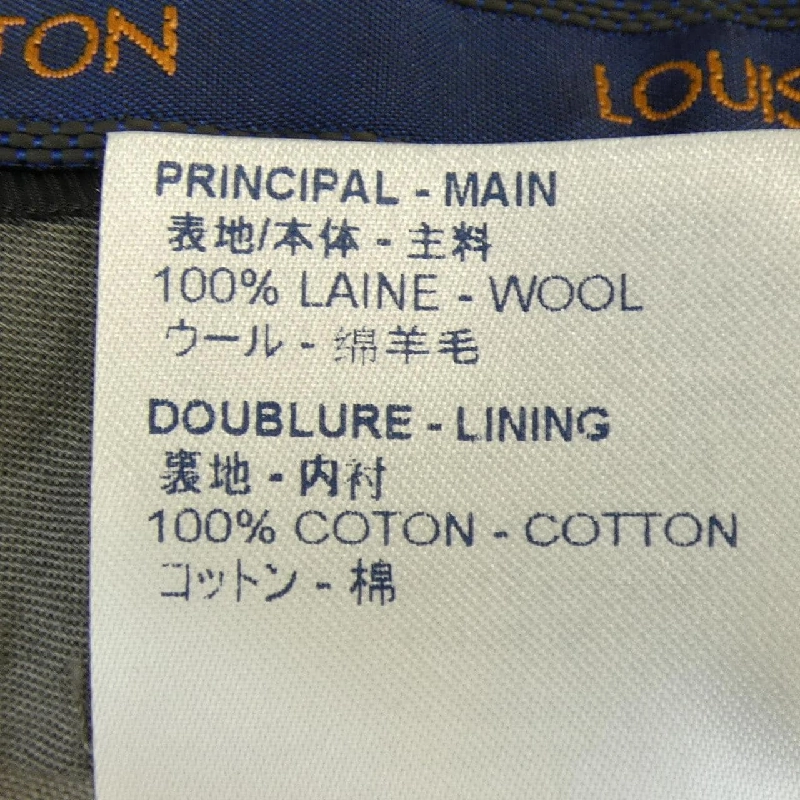 TON LOUIS
PRINCIPAL - MAIN
表地/本体 - 主料
100% LAINE - WOOL
ウール - 绵羊毛
DOUBLURE - LINING
裏地 - 内衬
100% COTON - COTTON
コットン - 棉